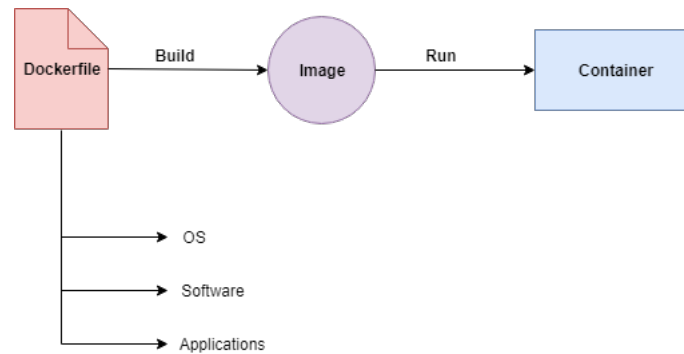 Dockerfile
Build
Image
Run
Container
OS
Software
Applications